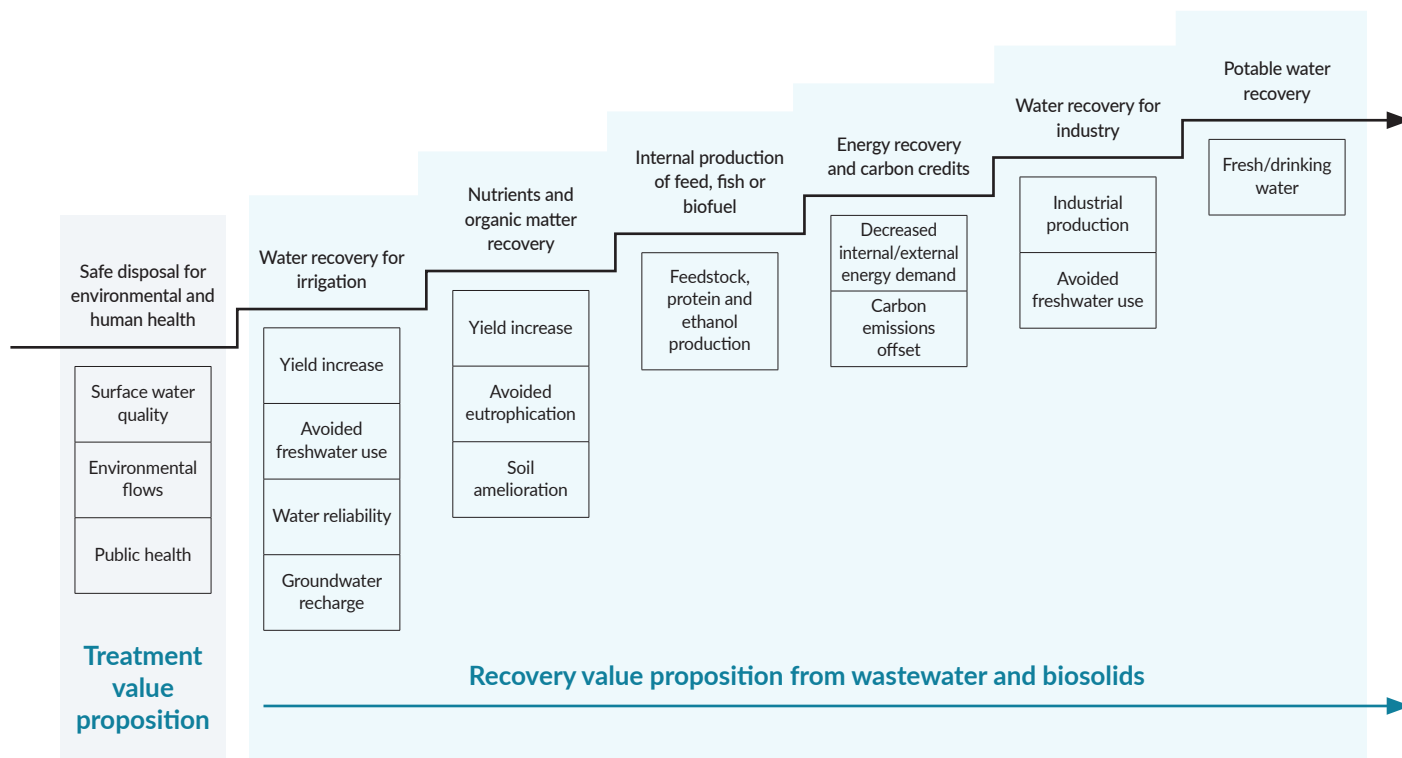 Safe disposal for
environmental and
human health
Surface water
quality
Environmental
flows
Public health
Treatment
value
proposition
Water recovery for
irrigation
Yield increase
Avoided
freshwater use
Water reliability
Groundwater
recharge
Nutrients and
organic matter
recovery
Yield increase
Avoided
eutrophication
Soil
amelioration
Internal production
of feed, fish or
biofuel
Feedstock,
protein and
ethanol
production
Energy recovery
and carbon credits
Decreased
internal/external
energy demand
Carbon
emissions
offset
Water recovery for
industry
Industrial
production
Avoided
freshwater use
Potable water
recovery
Fresh/drinking
water
Recovery value proposition from wastewater and biosolids